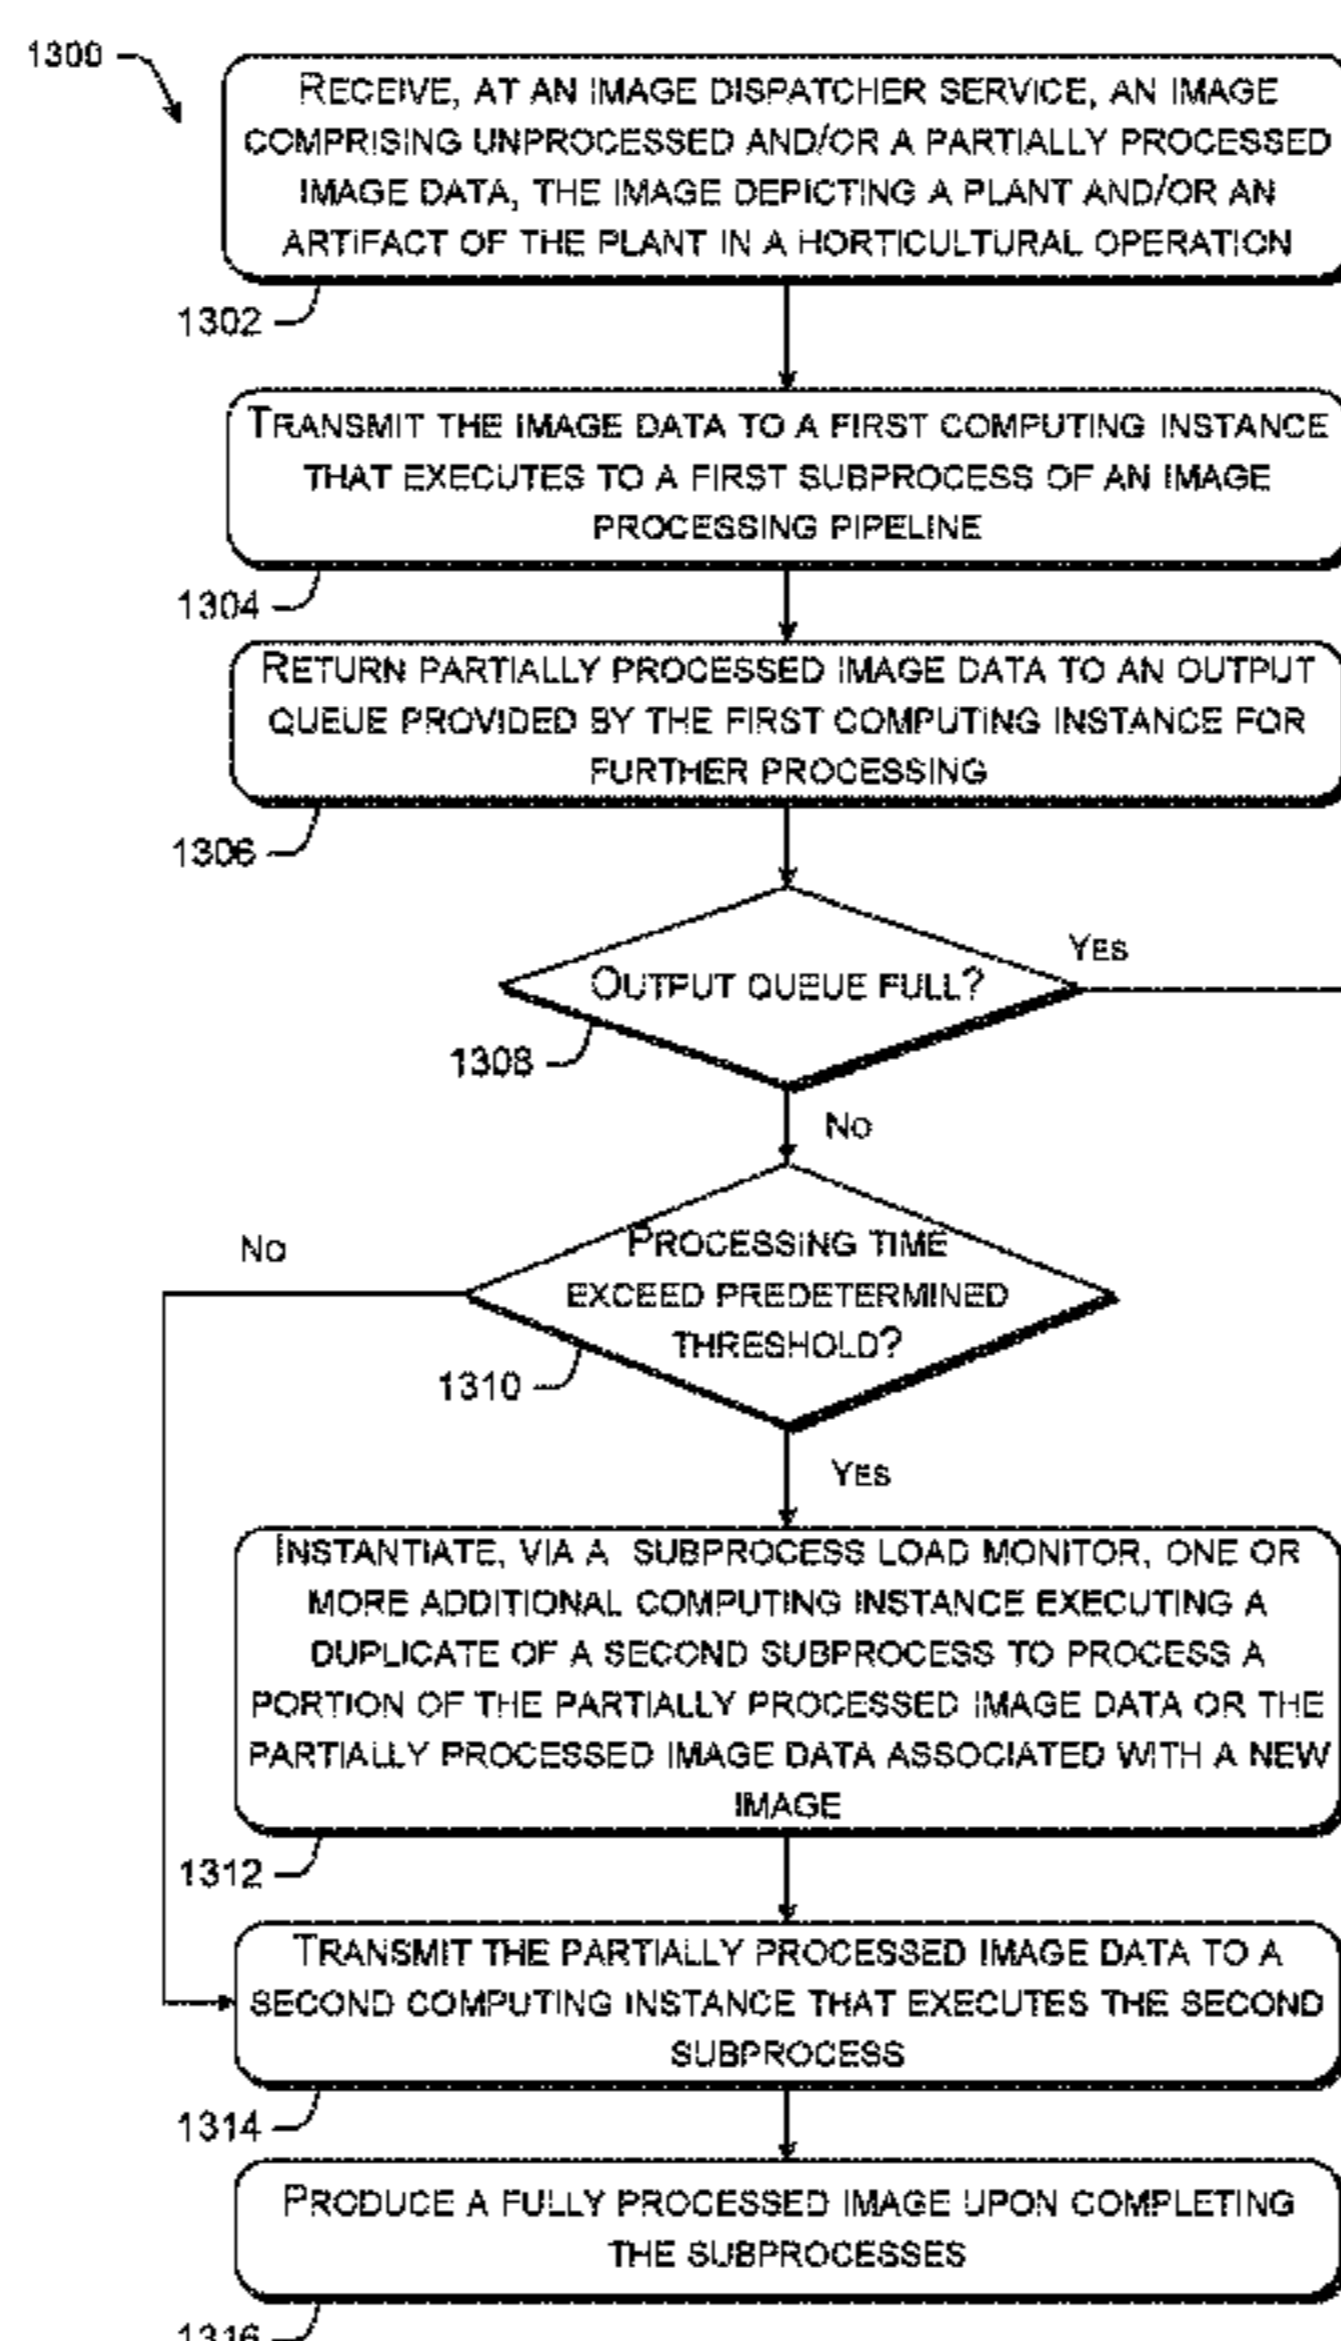 1300
RECEIVE, AT AN IMAGE DISPATCHER SERVICE, AN IMAGE
COMPRISING UNPROCESSED AND/OR A PARTIALLY PROCESSED
IMAGE DATA, THE IMAGE DEPICTING A PLANT AND/OR AN
ARTIFACT OF THE PLANT IN A HORTICULTURAL OPERATION
1302
TRANSMIT THE IMAGE DATA TO A FIRST COMPUTING INSTANCE
THAT EXECUTES TO A FIRST SUBPROCESS OF AN IMAGE
PROCESSING PIPELINE
1304
RETURN PARTIALLY PROCESSED IMAGE DATA TO AN OUTPUT
QUEUE PROVIDED BY THE FIRST COMPUTING INSTANCE FOR
FURTHER PROCESSING
1306
OUTPUT QUEUE FULL?
YES
1308
NO
PROCESSING TIME
EXCEED PREDETERMINED
THRESHOLD?
NO
1310
YES
INSTANTIATE, VIA A SUBPROCESS LOAD MONITOR, ONE OR
MORE ADDITIONAL COMPUTING INSTANCE EXECUTING A
DUPLICATE OF A SECOND SUBPROCESS TO PROCESS A
PORTION OF THE PARTIALLY PROCESSED IMAGE DATA OR THE
PARTIALLY PROCESSED IMAGE DATA ASSOCIATED WITH A NEW
IMAGE
1312
TRANSMIT THE PARTIALLY PROCESSED IMAGE DATA TO A
SECOND COMPUTING INSTANCE THAT EXECUTES THE SECOND
SUBPROCESS
1314
PRODUCE A FULLY PROCESSED IMAGE UPON COMPLETING
THE SUBPROCESSES
1316